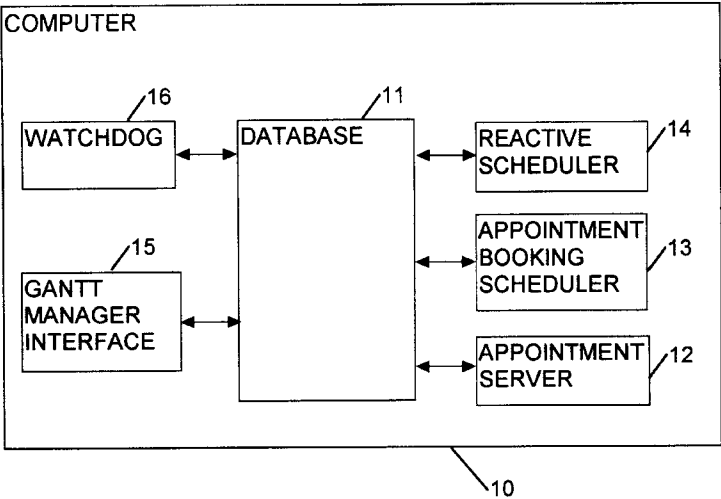 COMPUTER
16
11
WATCHDOG
DATABASE
REACTIVE
SCHEDULER
14
APPOINTMENT
BOOKING
SCHEDULER
13
15
GANTT
MANAGER
INTERFACE
APPOINTMENT
SERVER
12
10